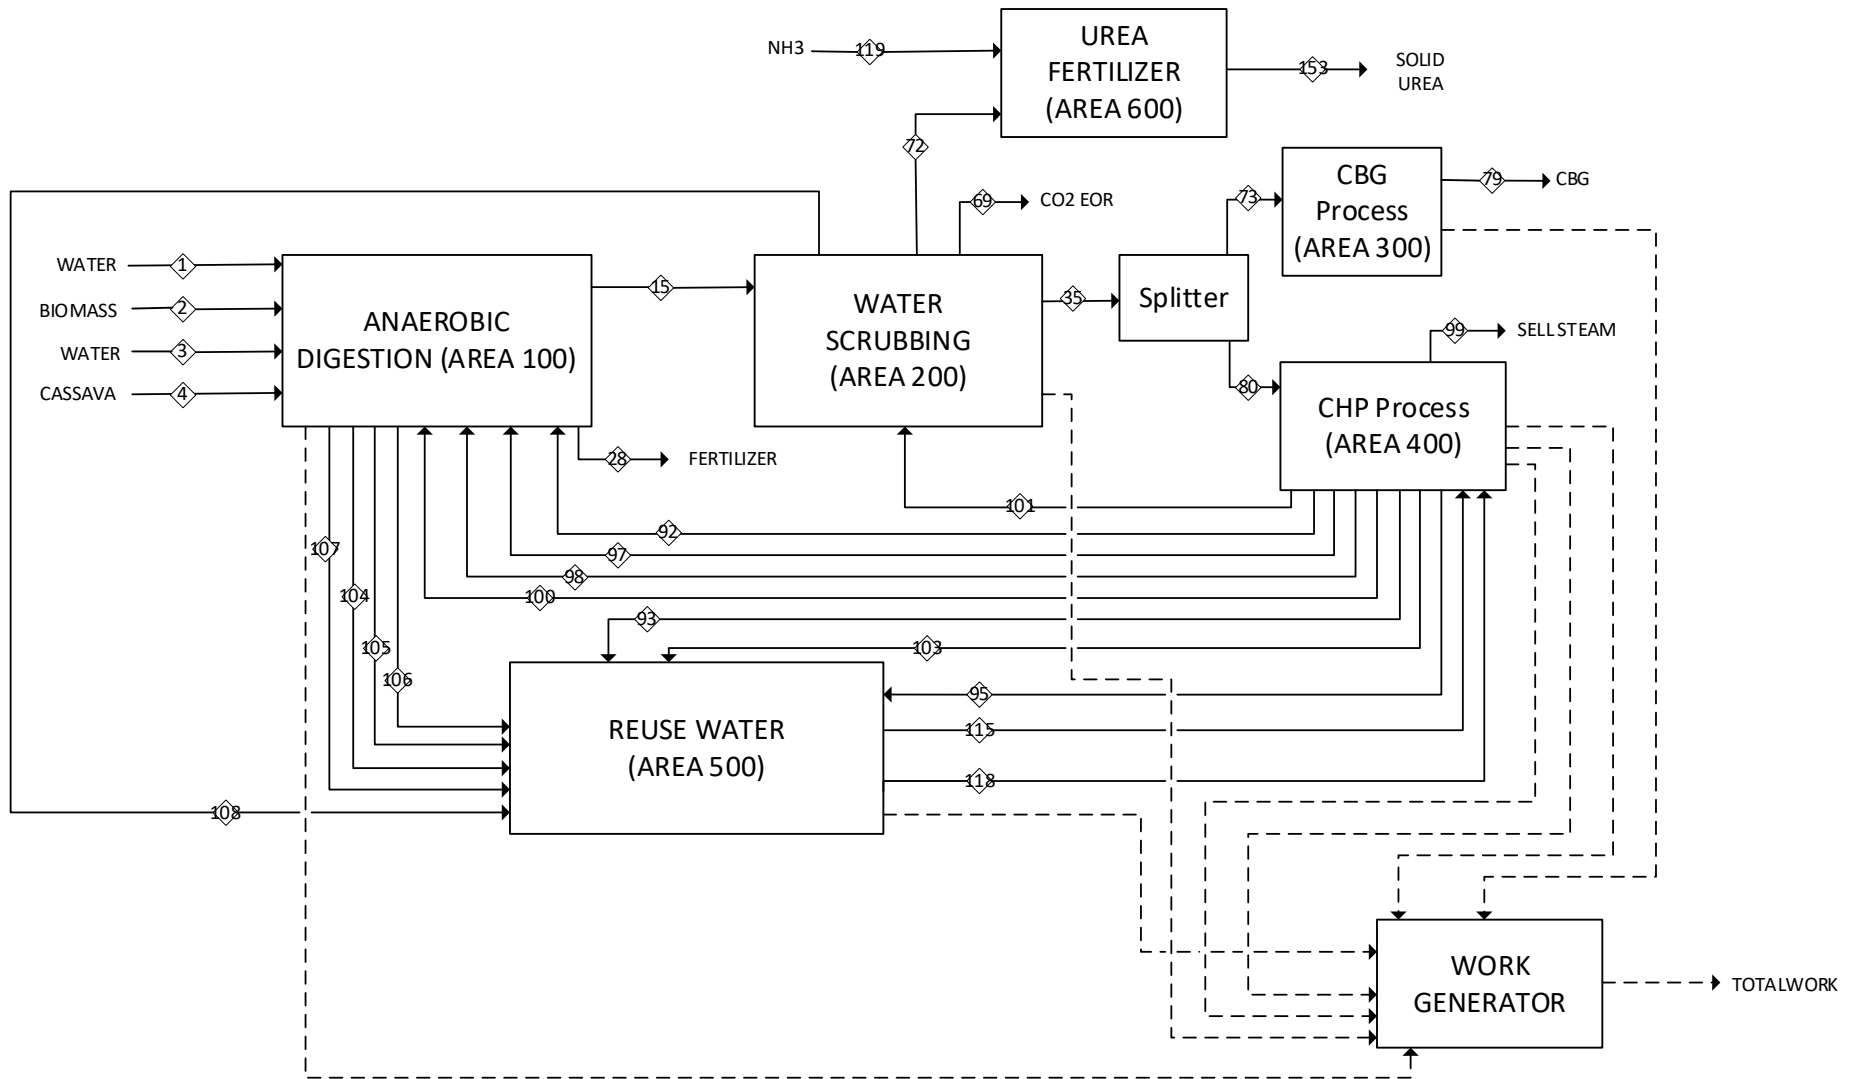 NH3
119
UREA
FERTILIZER
(AREA 600)
153
SOLID
UREA
72
CBG
Process
(AREA 300)
79
CBG
69
CO2 EOR
73
WATER
1
BIOMASS
2
WATER
3
CASSAVA
4
ANAEROBIC
DIGESTION (AREA 100)
15
WATER
SCRUBBING
(AREA 200)
35
Splitter
99
SELL STEAM
80
CHP Process
(AREA 400)
28
FERTILIZER
101
92
97
98
100
93
103
107
104
105
106
95
115
118
108
REUSE WATER
(AREA 500)
WORK
GENERATOR
TOTALWORK